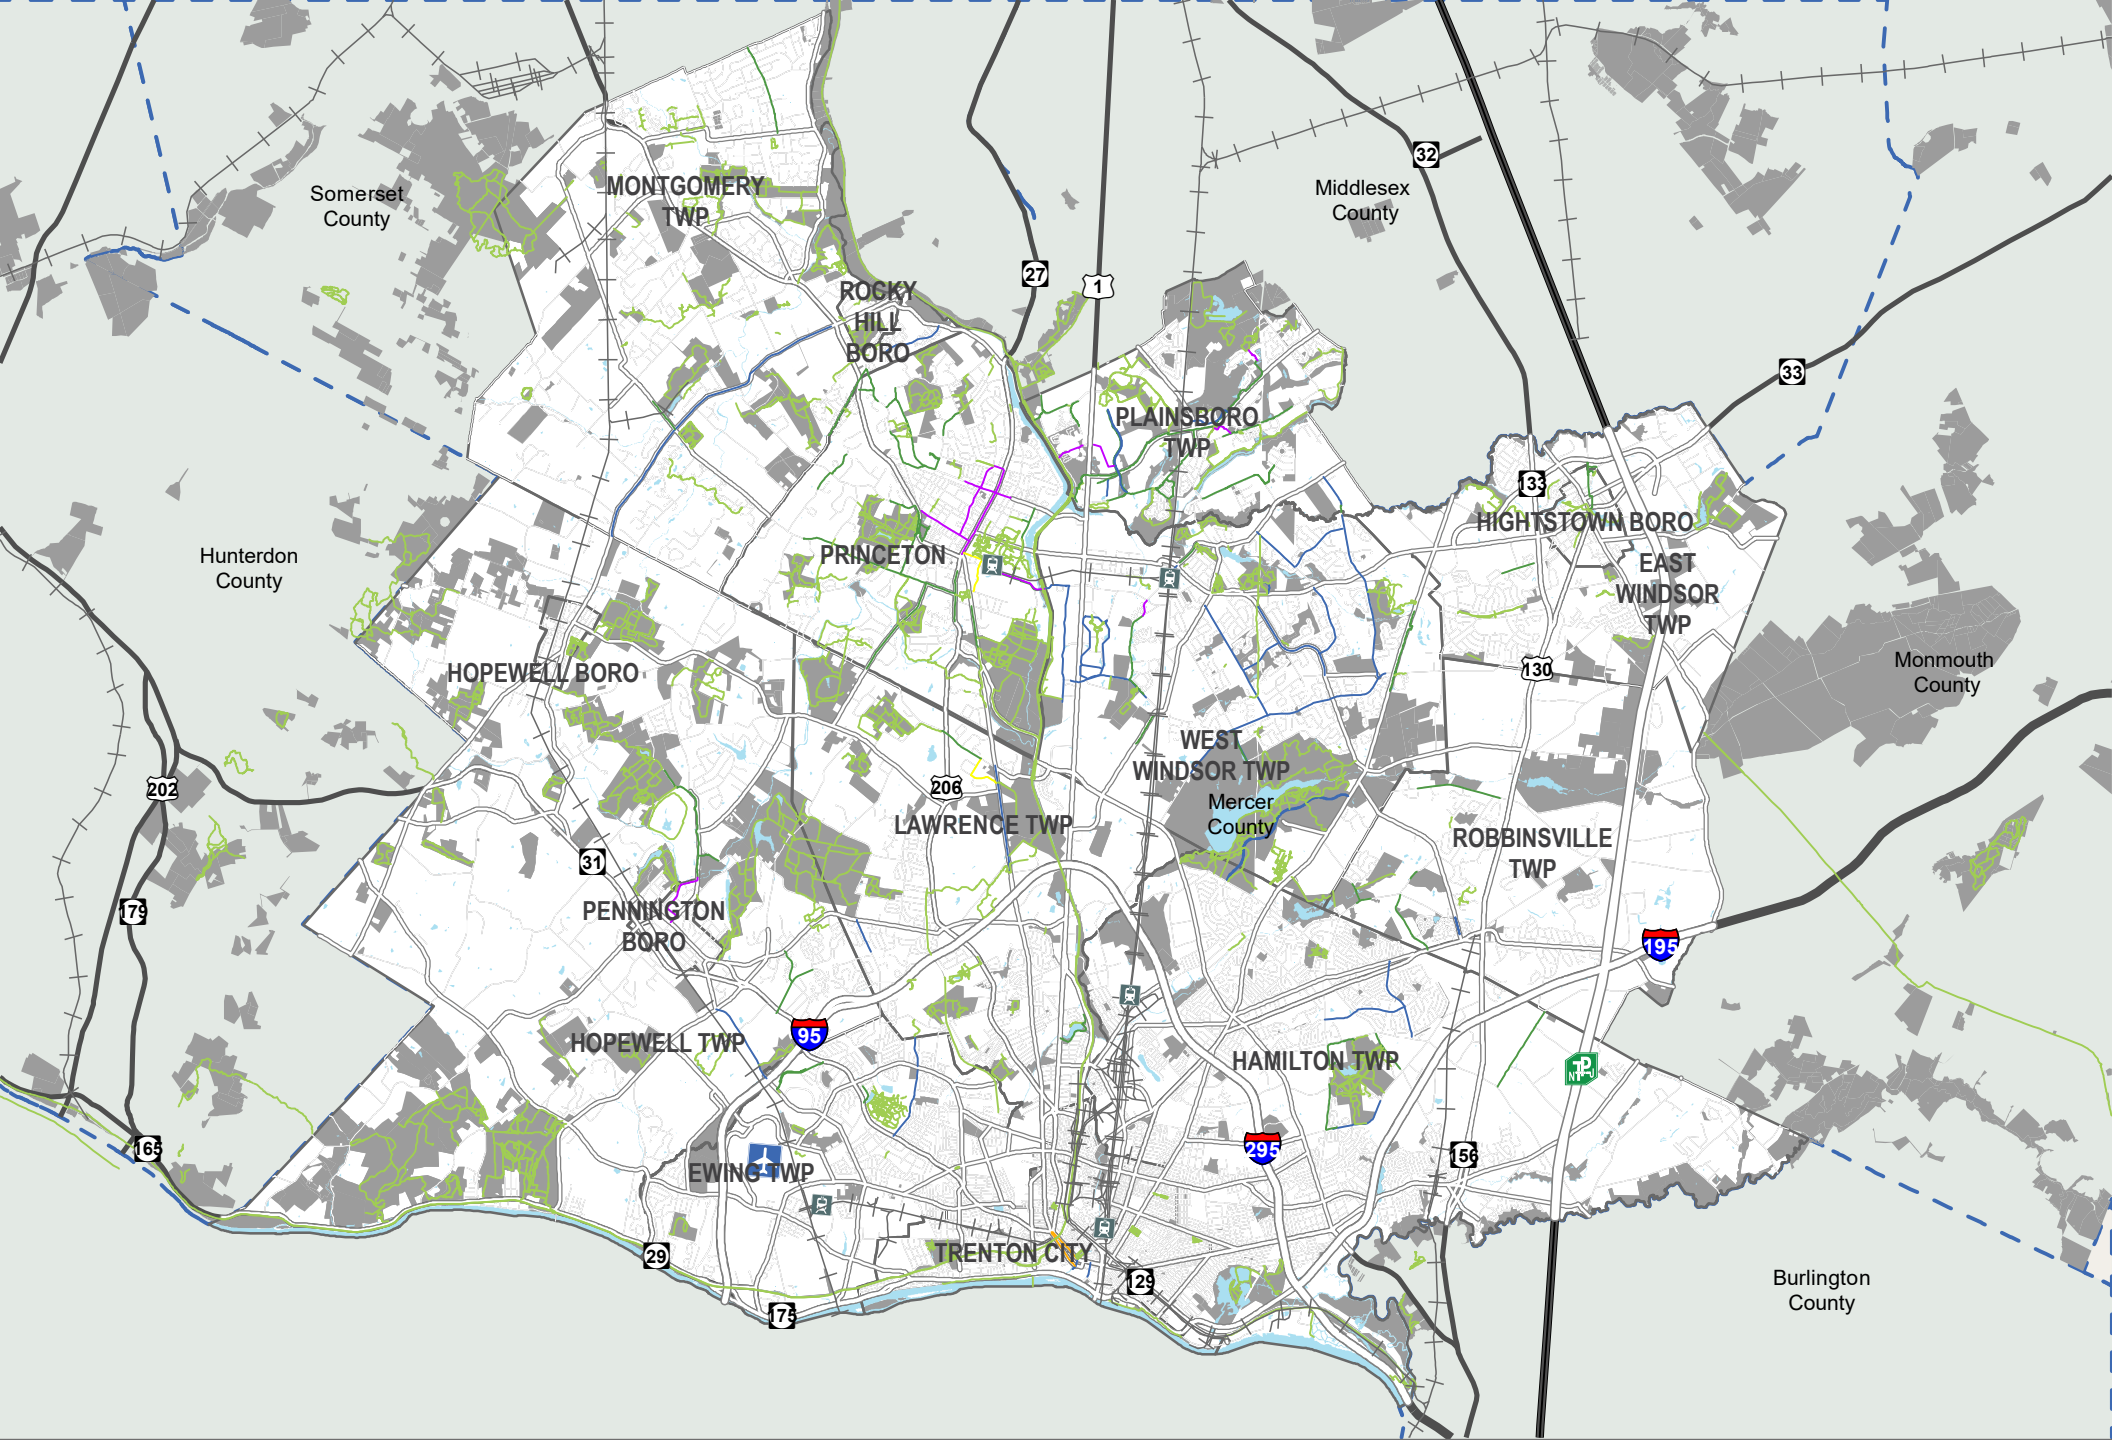 32
Somerset
County
MONTGOMERY
TWP
Middlesex
County
27
1
ROCKY
HILL
BORO
33
PLAINSBORO
TWP
133
HIGHTSTOWN BORO
Hunterdon
County
PRINCETON
EAST
WINDSOR
TWP
HOPEWELL BORO
130
Monmouth
County
WEST
WINDSOR TWP
202
206
Mercer
County
LAWRENCE TWP
ROBBINSVILLE
TWP
31
179
PENNINGTON
BORO
195
95
HOPEWELL TWP
HAMILTON TWP
NTPJ
165
295
156
EWING TWP
29
TRENTON CITY
129
175
Burlington
County